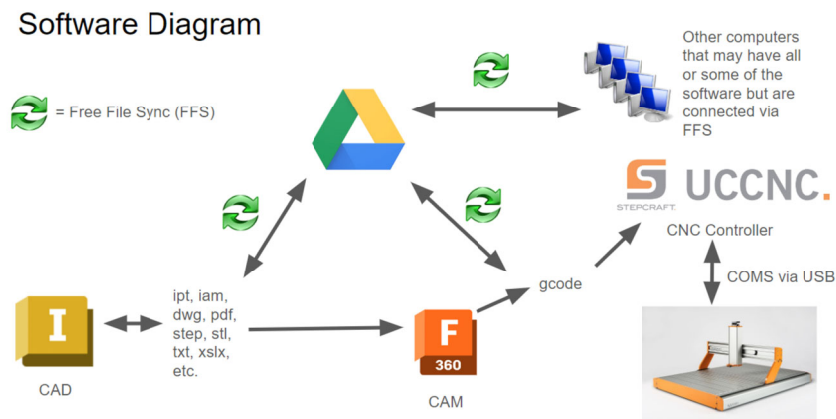 Software Diagram
= Free File Sync (FFS)
Other computers
that may have all
or some of the
software but are
connected via
FFS
STEPCRAFT.
UCCNC.
CNC Controller
COMS via USB
gcode
ipt, iam,
dwg, pdf,
step, stl,
txt, xslx,
etc.
I
CAD
F
360
CAM